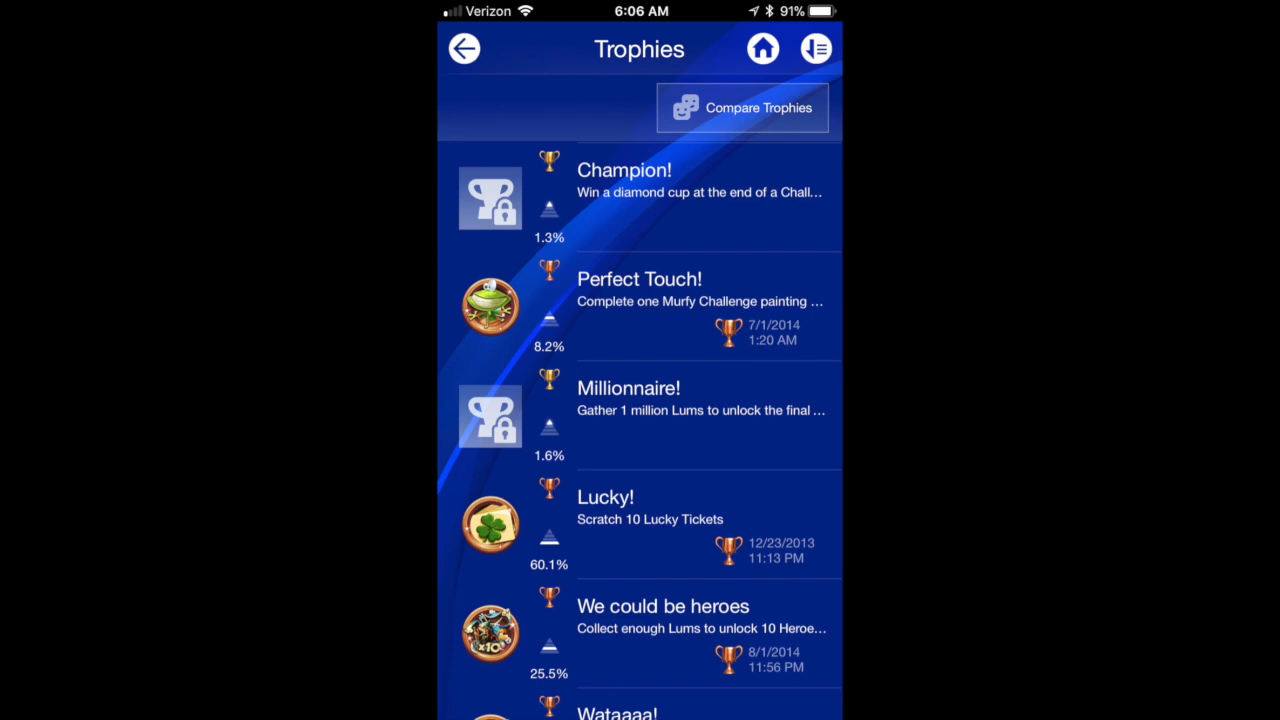 Verizon 6:06 AM 91%
Trophies
Compare Trophies
Champion!
Win a diamond cup at the end of a Chall...
1.3%
Perfect Touch!
Complete one Murfy Challenge painting ...
7/1/2014
1:20 AM
8.2%
Millionnaire!
Gather 1 million Lums to unlock the final ...
1.6%
Lucky!
Scratch 10 Lucky Tickets
12/23/2013
11:13 PM
60.1%
We could be heroes
Collect enough Lums to unlock 10 Heroe...
x10
8/1/2014
11:56 PM
25.5%
Wataaaa!